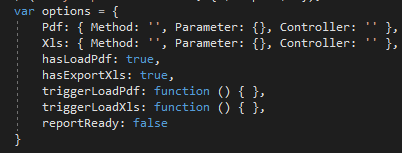 var options = {
    Pdf: { Method: '', Parameter: {}, Controller: '' },
    Xls: { Method: '', Parameter: {}, Controller: '' },
    hasLoadPdf: true,
    hasExportXls: true,
    triggerLoadPdf: function () { },
    triggerLoadXls: function () { },
    reportReady: false
}